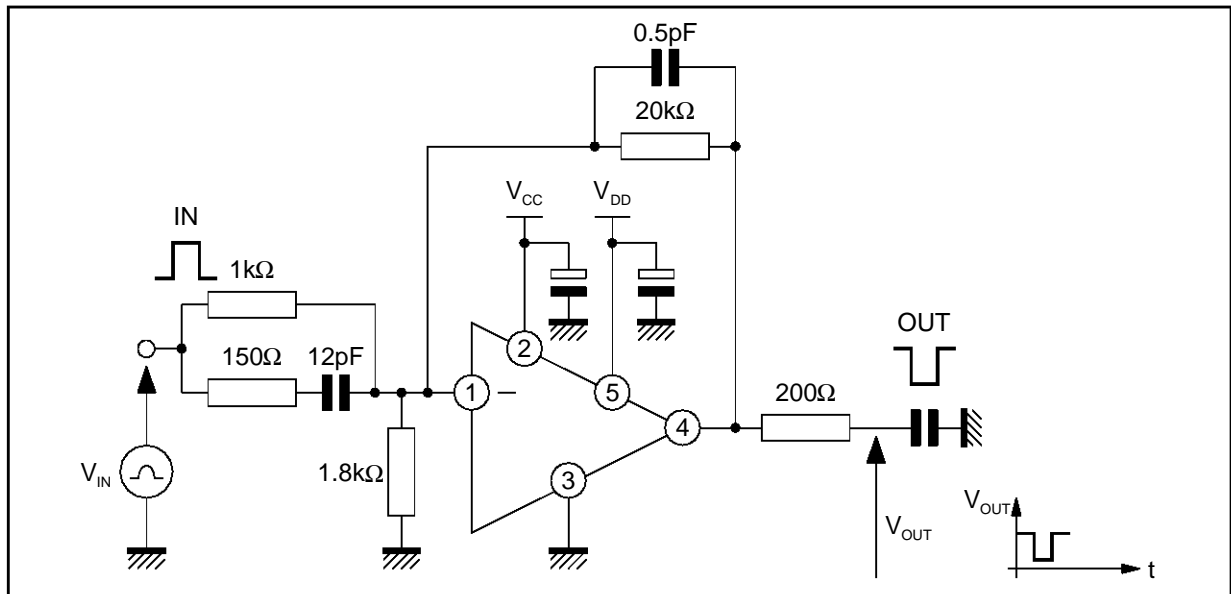 0.5pF
20kΩ
V_CC
V_DD
IN
1kΩ
OUT
150Ω
12pF
2
1
−
5
200Ω
4
V_IN
1.8kΩ
3
V_OUT
V_OUT
t